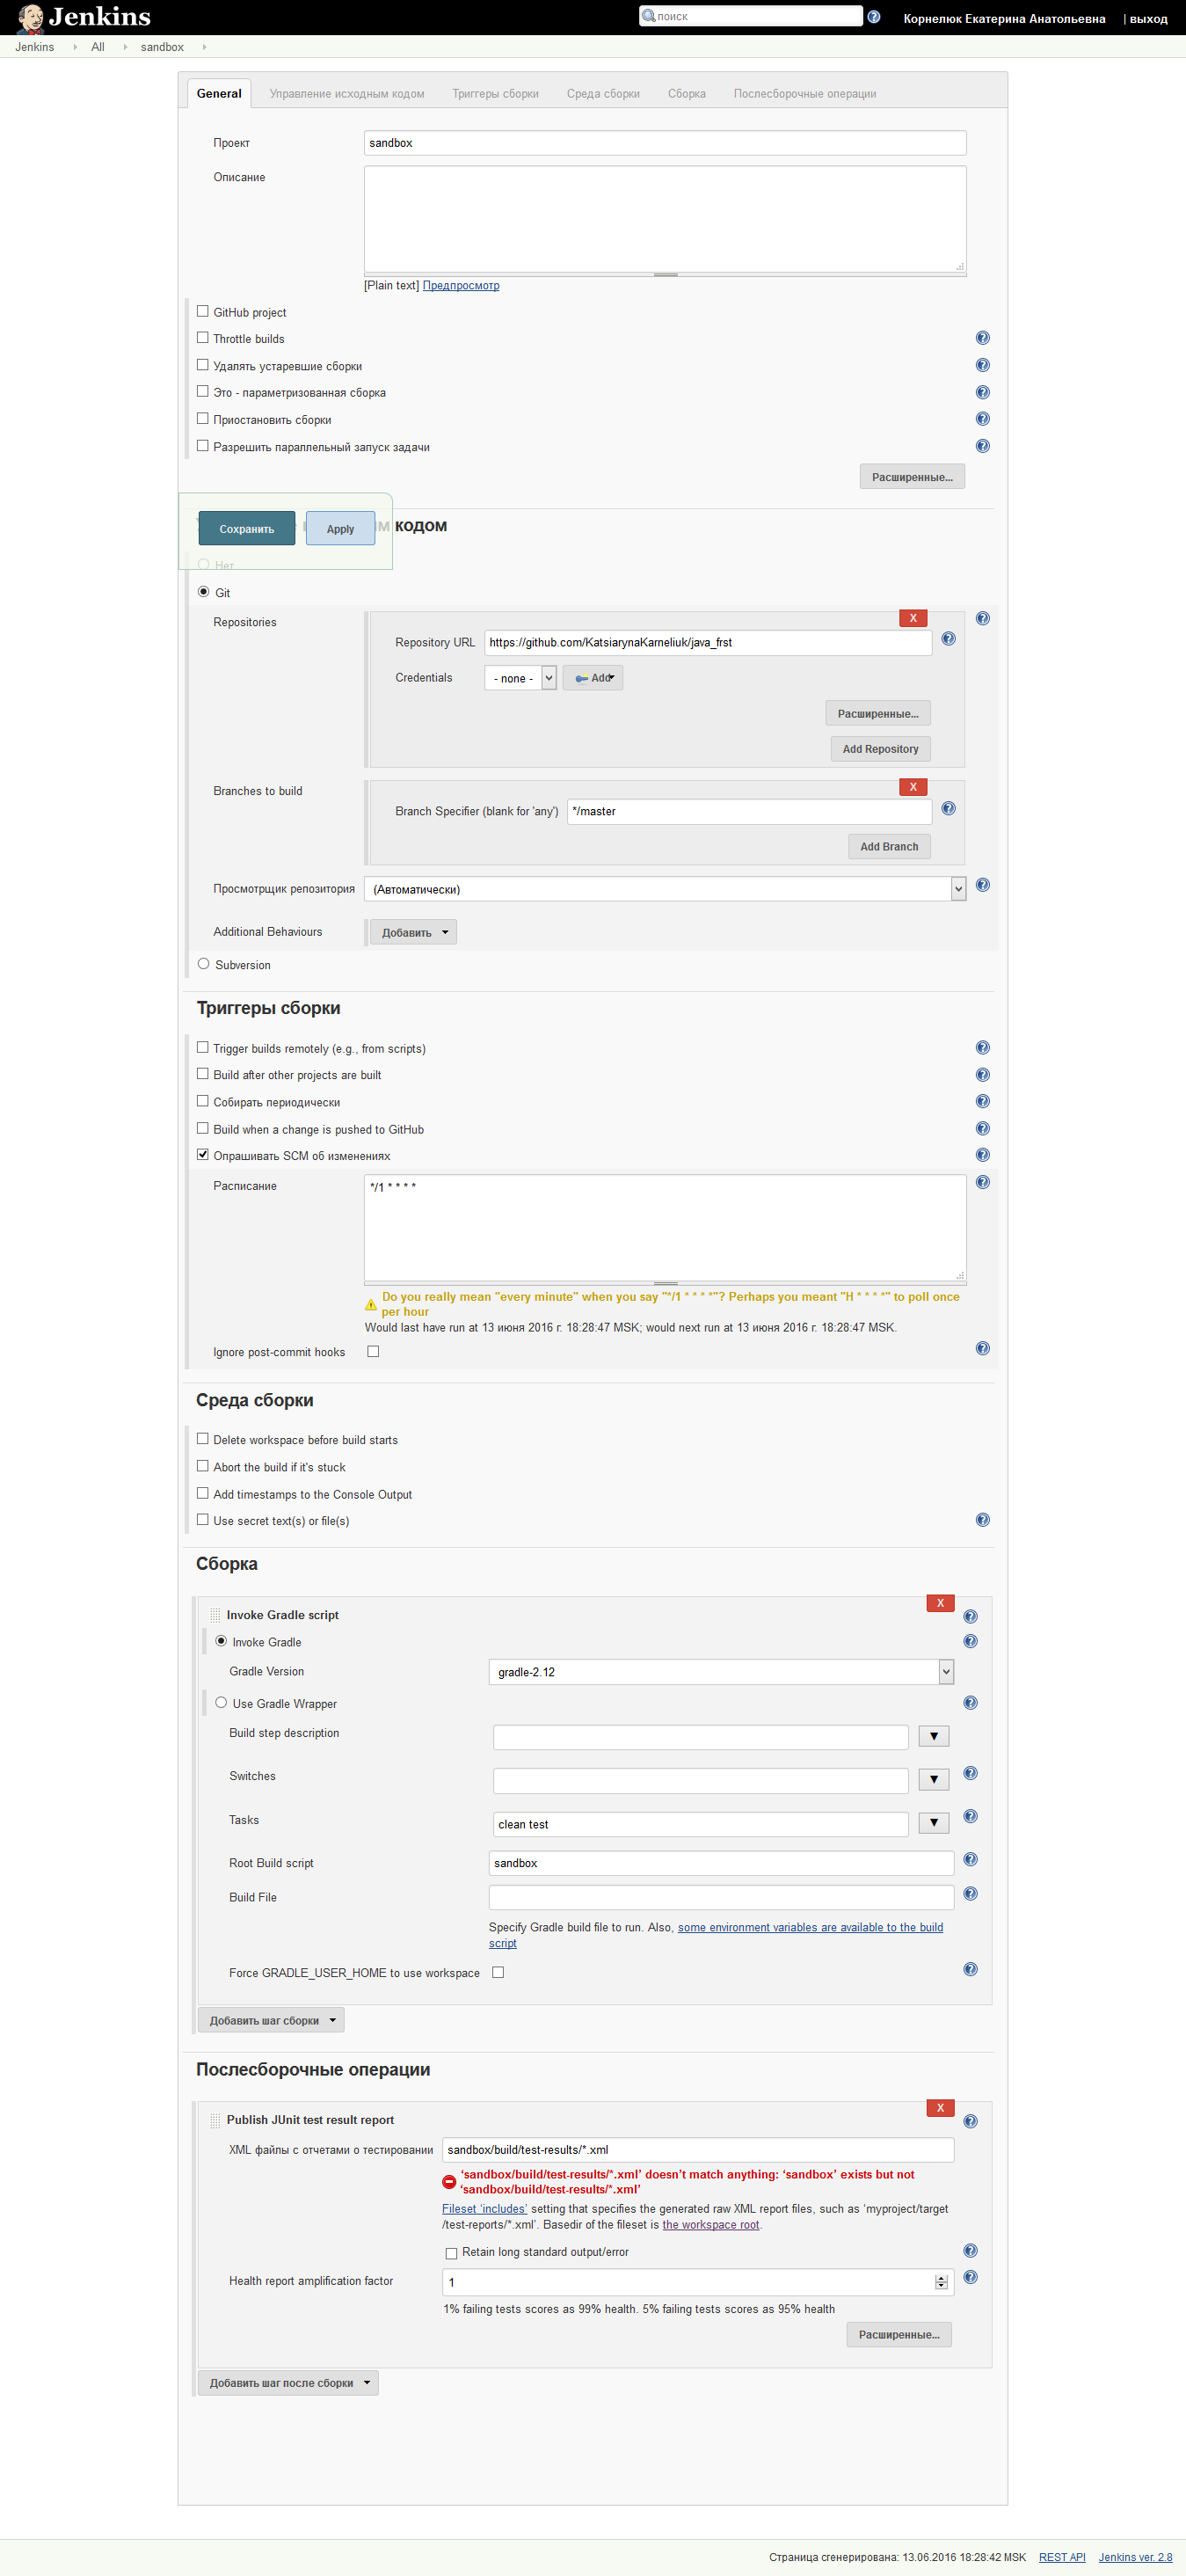 Jenkins
поиск
Корнелюк Екатерина Анатольевна | выход
Jenkins All sandbox
General Управление исходным кодом Триггеры сборки Среда сборки Сборка Послесборочные операции
Проект sandbox
Описание
[Plain text] Предпросмотр
GitHub project
Throttle builds
Удалять устаревшие сборки
Это - параметризованная сборка
Приостановить сборки
Разрешить параллельный запуск задачи
Расширенные...
кодом
Сохранить Apply
Нет
Git
Repositories
X
Repository URL https://github.com/KatsiarynaKarneliuk/java_frst
Credentials - none - Add
Расширенные...
Add Repository
Branches to build
X
Branch Specifier (blank for 'any') */master
Add Branch
Просмотрщик репозитория (Автоматически)
Additional Behaviours Добавить
Subversion
Триггеры сборки
Trigger builds remotely (e.g., from scripts)
Build after other projects are built
Собирать периодически
Build when a change is pushed to GitHub
Опрашивать SCM об изменениях
Расписание */1 * * * *
Do you really mean "every minute" when you say "*/1 * * * *"? Perhaps you meant "H * * * *" to poll once
per hour
Would last have run at 13 июня 2016 г. 18:28:47 MSK; would next run at 13 июня 2016 г. 18:28:47 MSK.
Ignore post-commit hooks
Среда сборки
Delete workspace before build starts
Abort the build if it's stuck
Add timestamps to the Console Output
Use secret text(s) or file(s)
Сборка
X
Invoke Gradle script
Invoke Gradle
Gradle Version gradle-2.12
Use Gradle Wrapper
Build step description
Switches
Tasks clean test
Root Build script sandbox
Build File
Specify Gradle build file to run. Also, some environment variables are available to the build
script
Force GRADLE_USER_HOME to use workspace
Добавить шаг сборки
Послесборочные операции
X
Publish JUnit test result report
XML файлы с отчетами о тестировании sandbox/build/test-results/*.xml
‘sandbox/build/test-results/*.xml’ doesn’t match anything: ‘sandbox’ exists but not
‘sandbox/build/test-results/*.xml’
Fileset ‘includes’ setting that specifies the generated raw XML report files, such as ‘myproject/target
/test-reports/*.xml’. Basedir of the fileset is the workspace root.
Retain long standard output/error
Health report amplification factor 1
1% failing tests scores as 99% health. 5% failing tests scores as 95% health
Расширенные...
Добавить шаг после сборки
Страница сгенерирована: 13.06.2016 18:28:42 MSK REST API Jenkins ver. 2.8